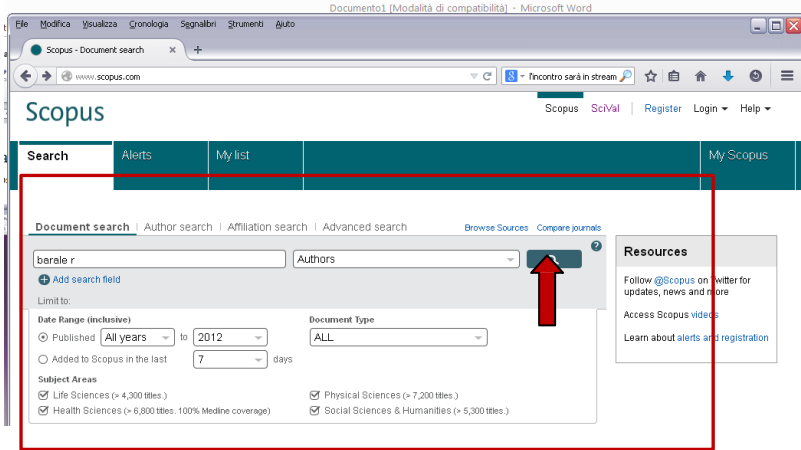 Documento1 [Modalità di compatibilità] - Microsoft Word
File Modifica Visualizza Cronologia Segnalibri Strumenti Aiuto
Scopus - Document search × +
www.scopus.com
l'incontro sarà in stream
Scopus
Scopus SciVal | Register Login Help
Search Alerts My list My Scopus
Document search | Author search | Affiliation search | Advanced search Browse Sources Compare journals
barale r Authors ?
Add search field
Limit to:
Date Range (inclusive) Document Type
Published All years to 2012 ALL
Added to Scopus in the last 7 days
Subject Areas
Life Sciences (> 4,300 titles.) Physical Sciences (> 7,200 titles.)
Health Sciences (> 6,800 titles. 100% Medline coverage) Social Sciences & Humanities (> 5,300 titles.)
Resources
Follow @Scopus on Twitter for
updates, news and more
Access Scopus videos
Learn about alerts and registration